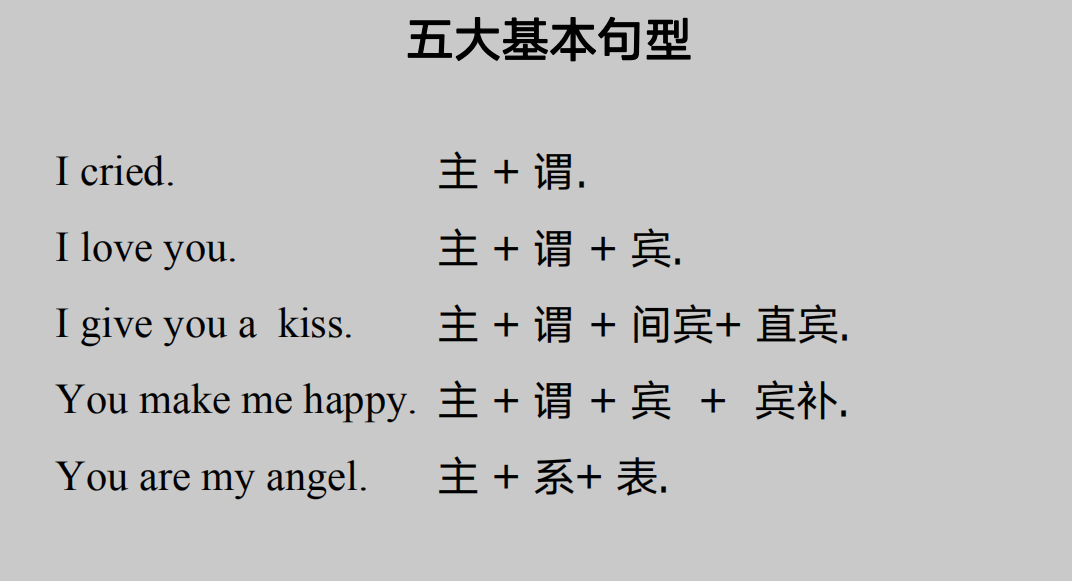 五大基本句型
I cried. 主 + 谓.
I love you. 主 + 谓 + 宾.
I give you a kiss. 主 + 谓 + 间宾+ 直宾.
You make me happy. 主 + 谓 + 宾 + 宾补.
You are my angel. 主 + 系+ 表.